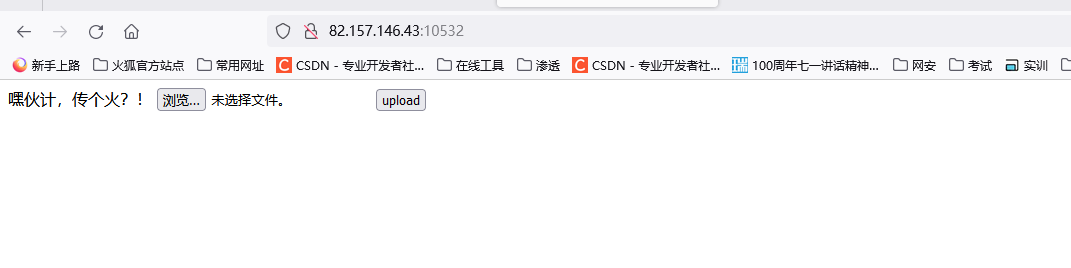 82.157.146.43:10532
新手上路 火狐官方站点 常用网址 CSDN - 专业开发者社... 在线工具 渗透 CSDN - 专业开发者社... 100周年七一讲话精神... 网安 考试 实训
嘿伙计，传个火？！ 浏览... 未选择文件。 upload